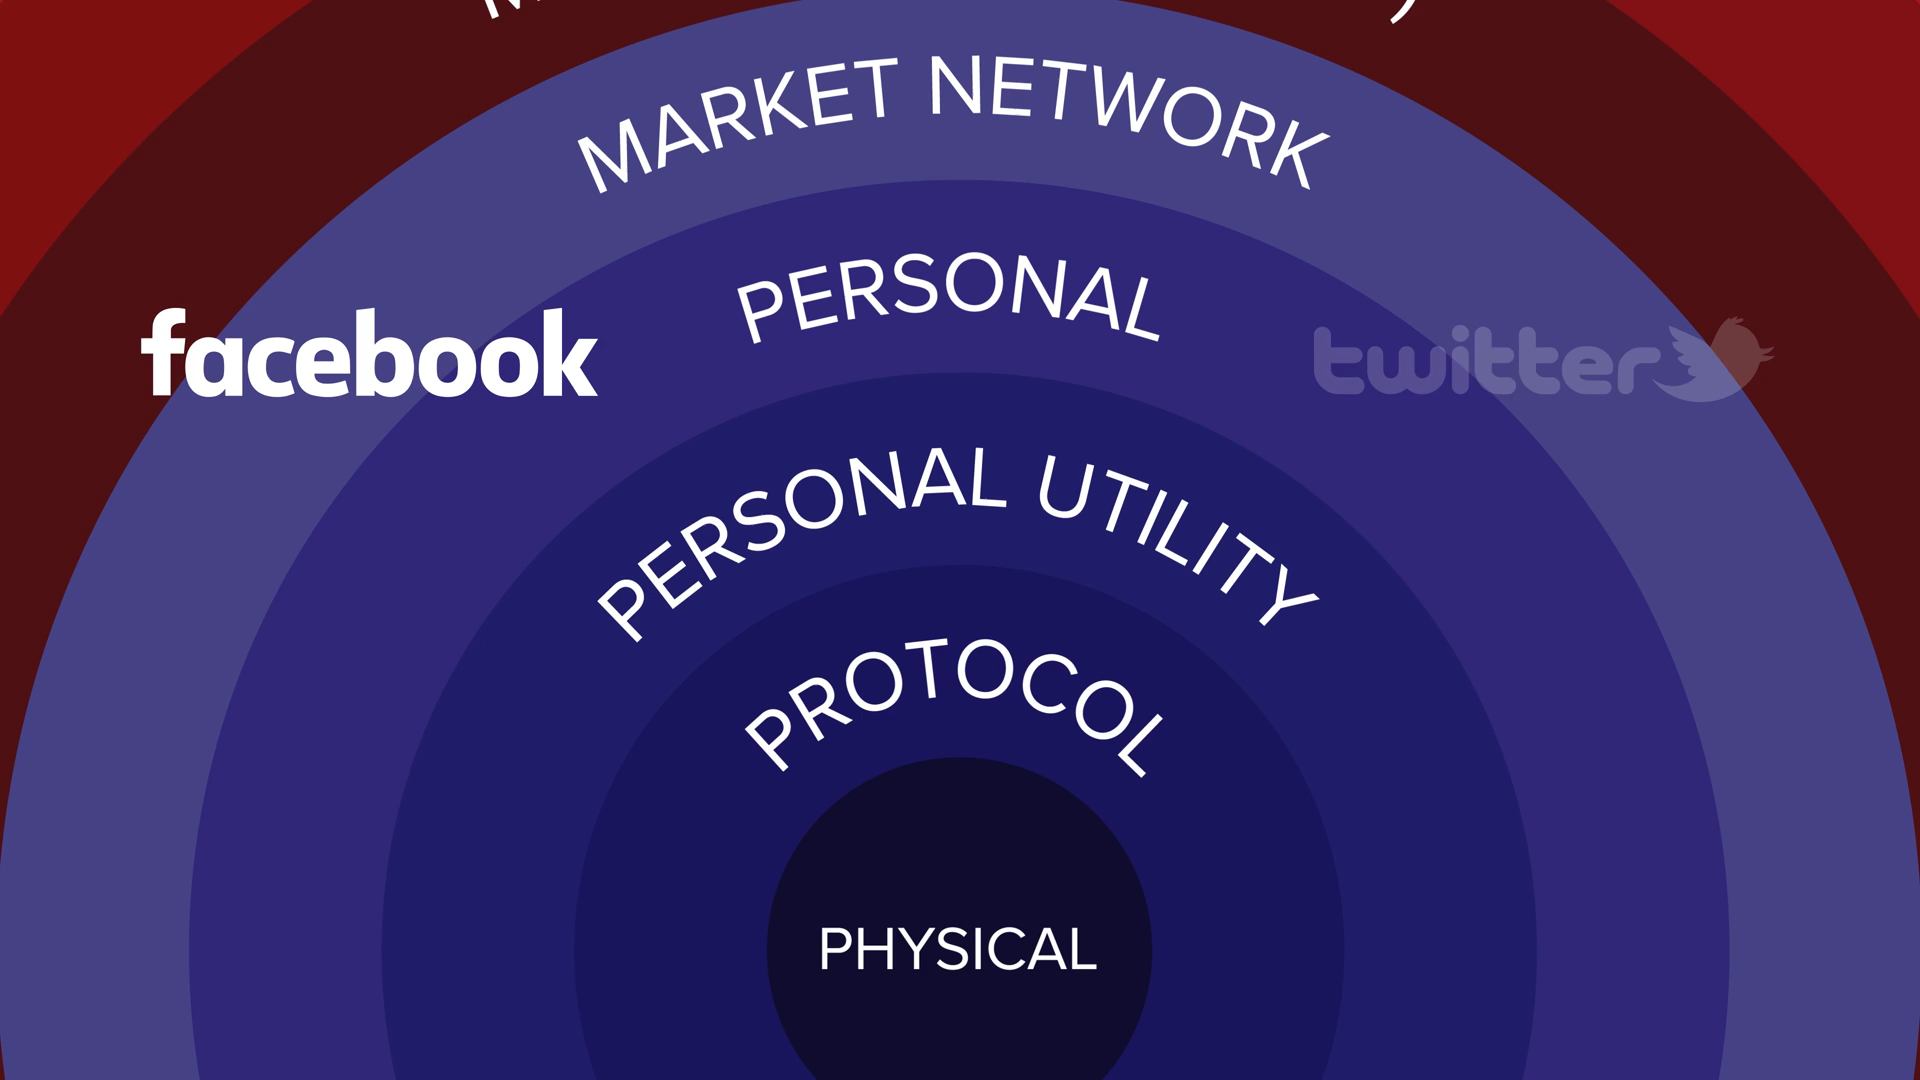 MARKET NETWORK
PERSONAL
facebook
twitter
PERSONAL UTILITY
PROTOCOL
PHYSICAL